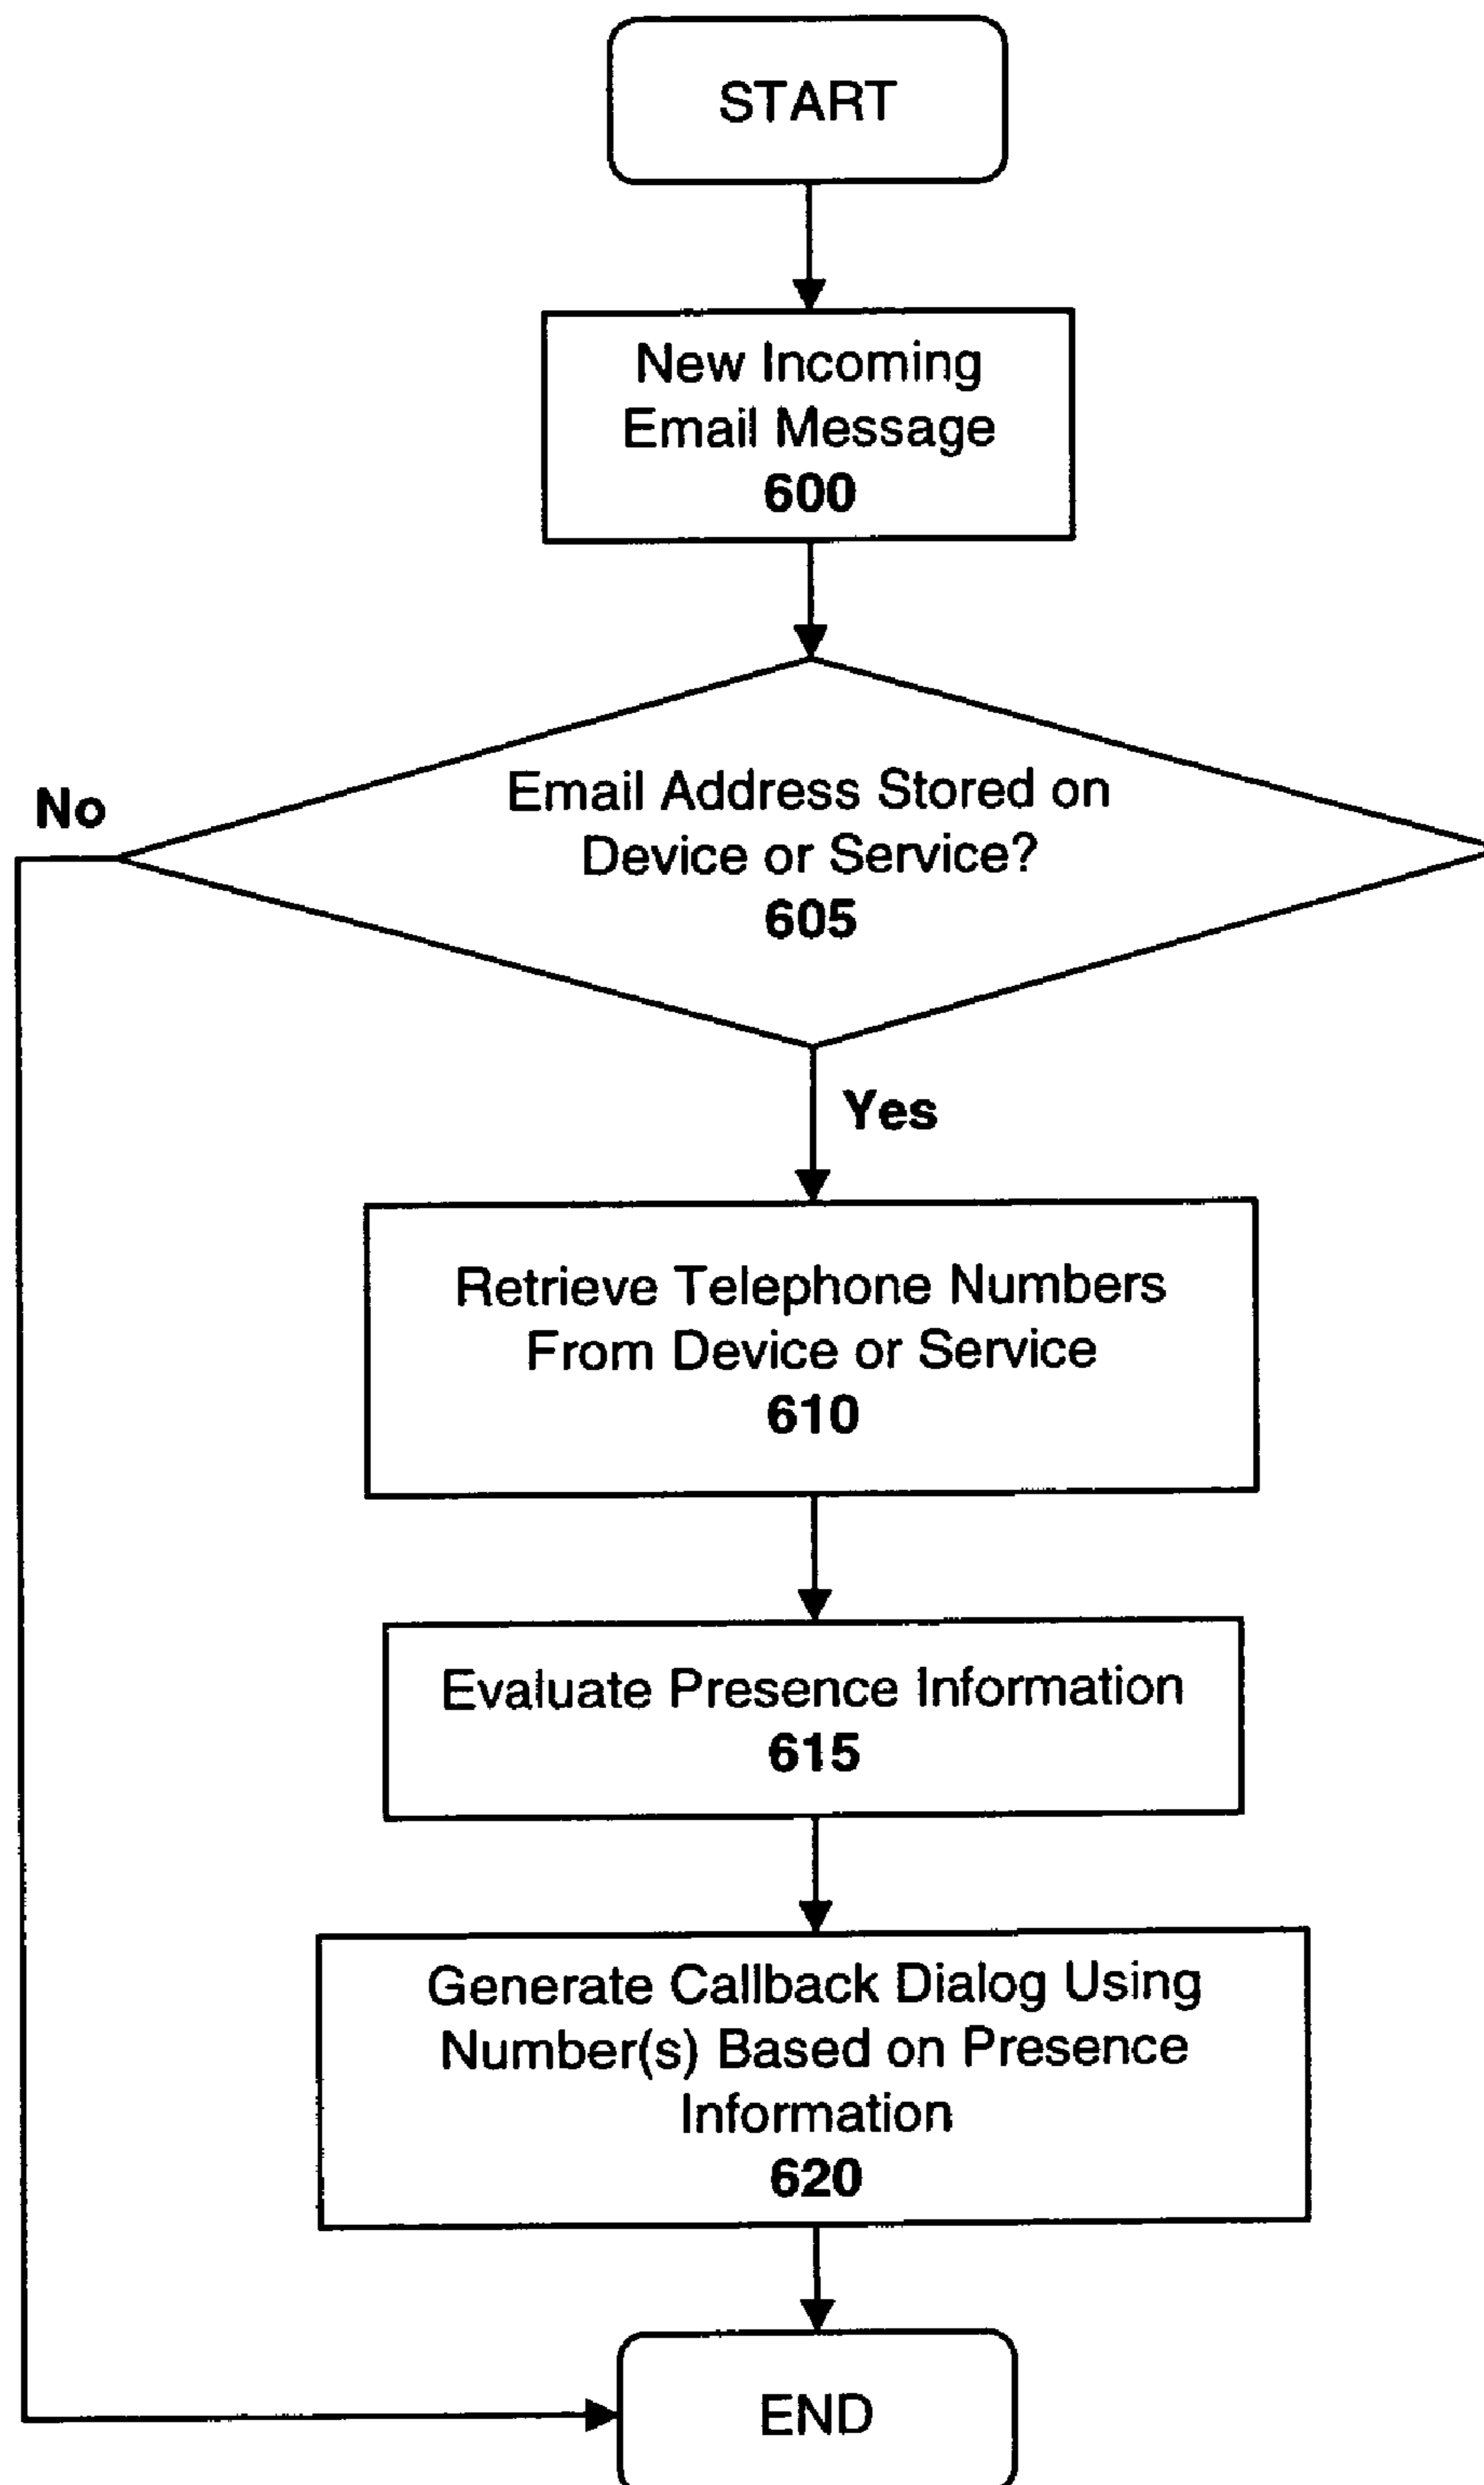 START
New Incoming
Email Message
600
Email Address Stored on
Device or Service?
605
No
Yes
Retrieve Telephone Numbers
From Device or Service
610
Evaluate Presence Information
615
Generate Callback Dialog Using
Number(s) Based on Presence
Information
620
END